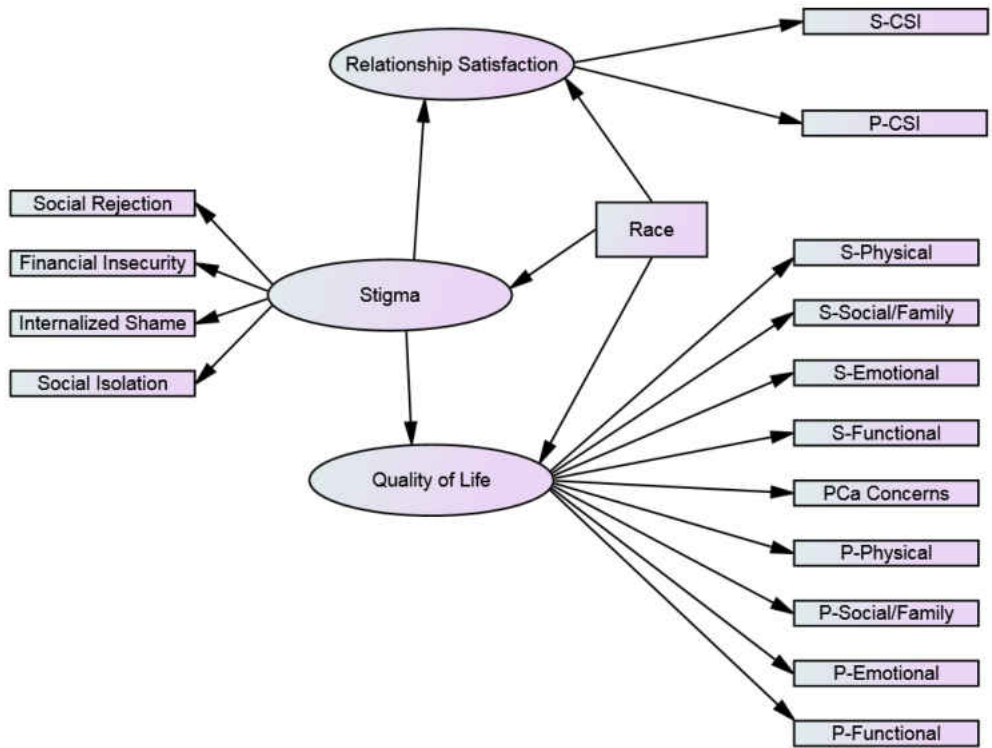 S-CSI
Relationship Satisfaction
P-CSI
Social Rejection
Race
Financial Insecurity
S-Physical
Stigma
Internalized Shame
S-Social/Family
Social Isolation
S-Emotional
S-Functional
Quality of Life
PCa Concerns
P-Physical
P-Social/Family
P-Emotional
P-Functional